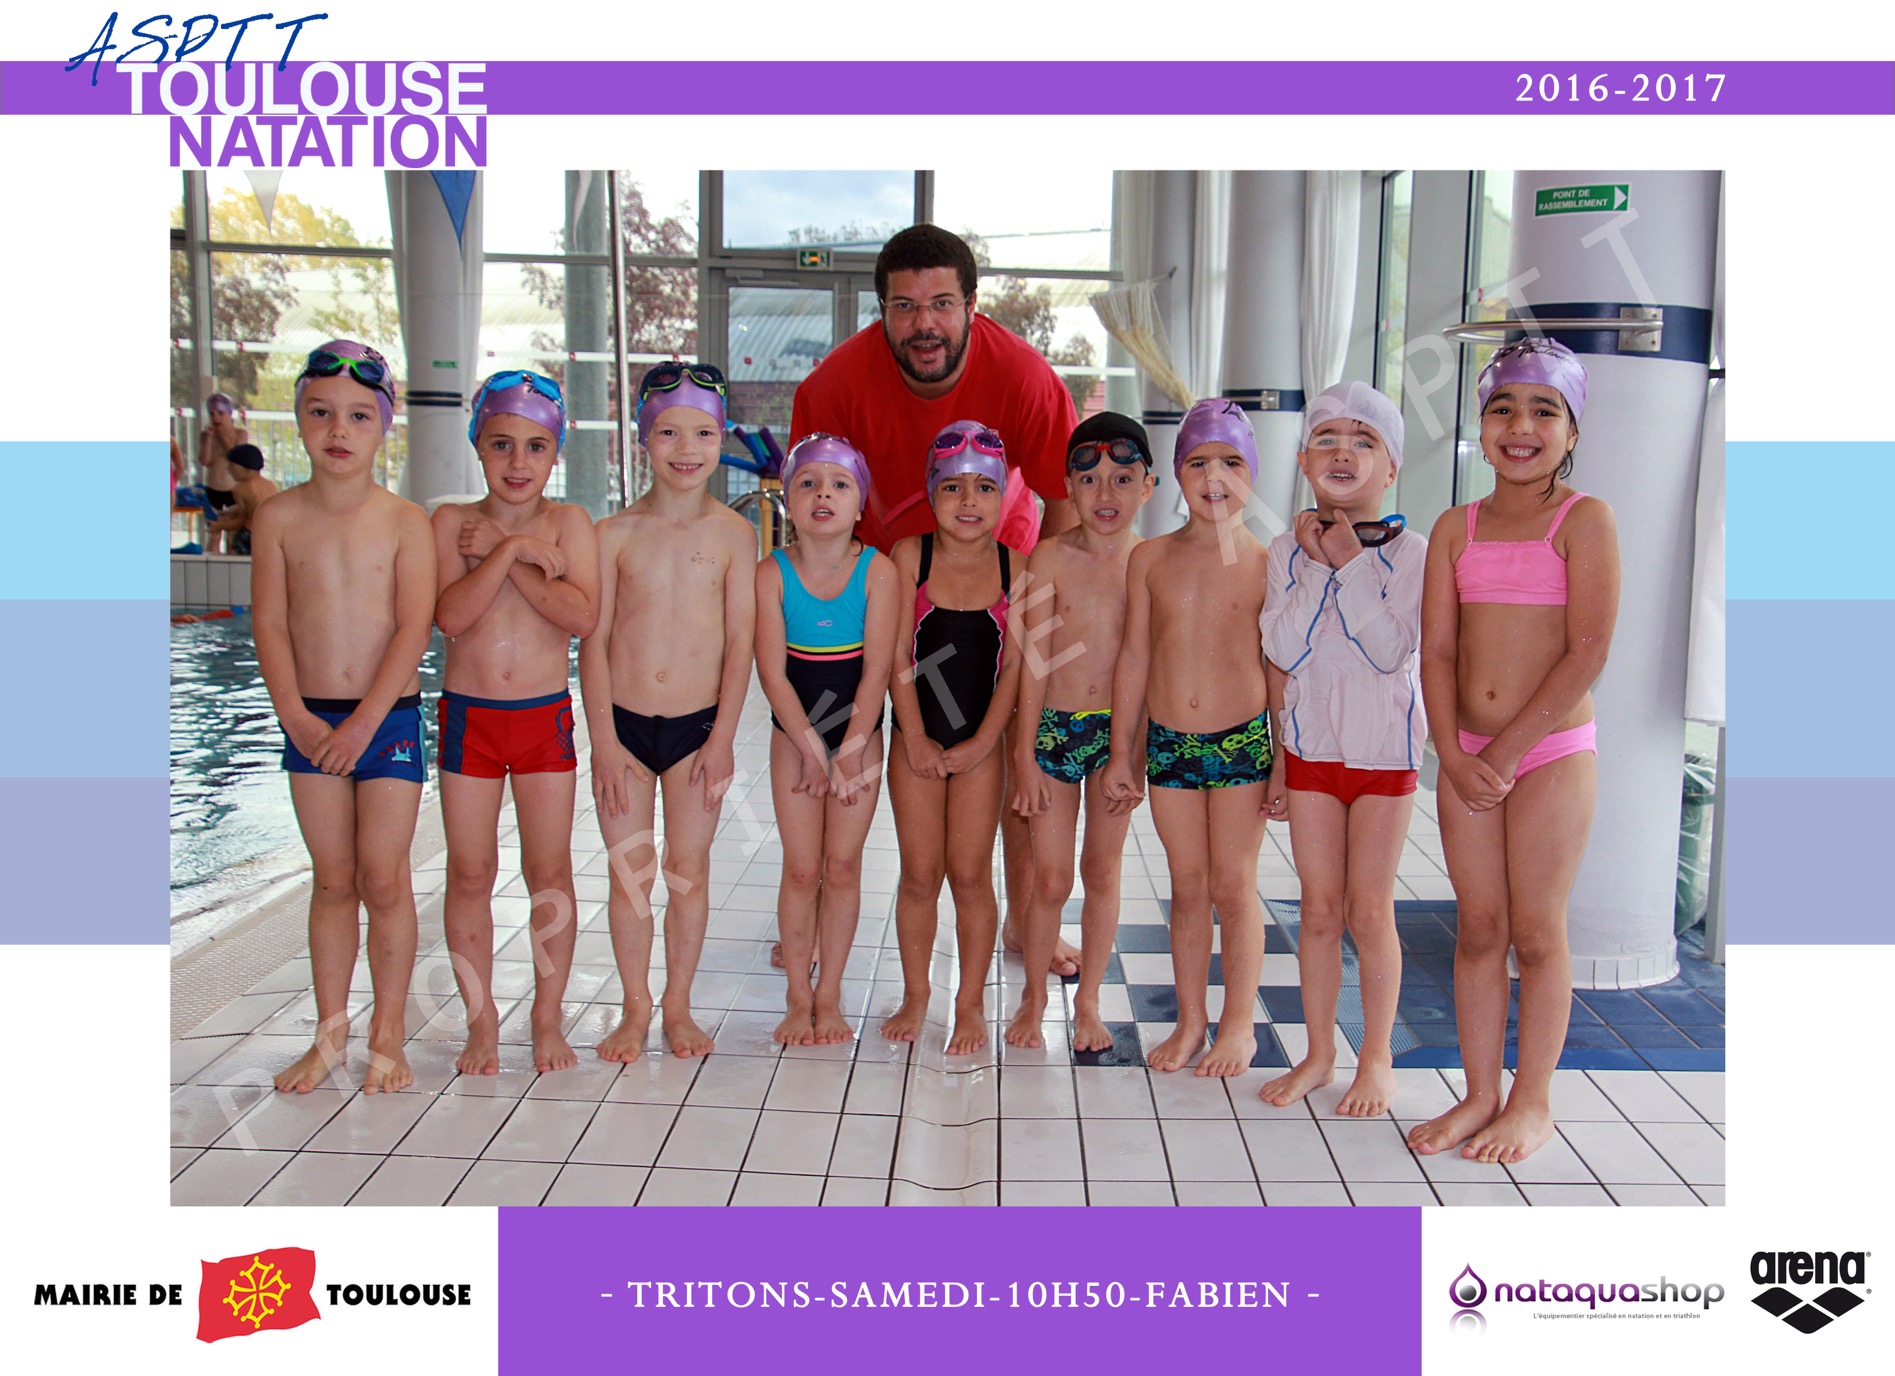 ASPTT
TOULOUSE
NATATION
2016-2017
POINT DE
RASSEMBLEMENT
PROPRIÉTÉ ASPTT
MAIRIE DE TOULOUSE
- TRITONS-SAMEDI-10H50-FABIEN -
nataquashop
L'équipementier spécialisé en natation et en triathlon
arena